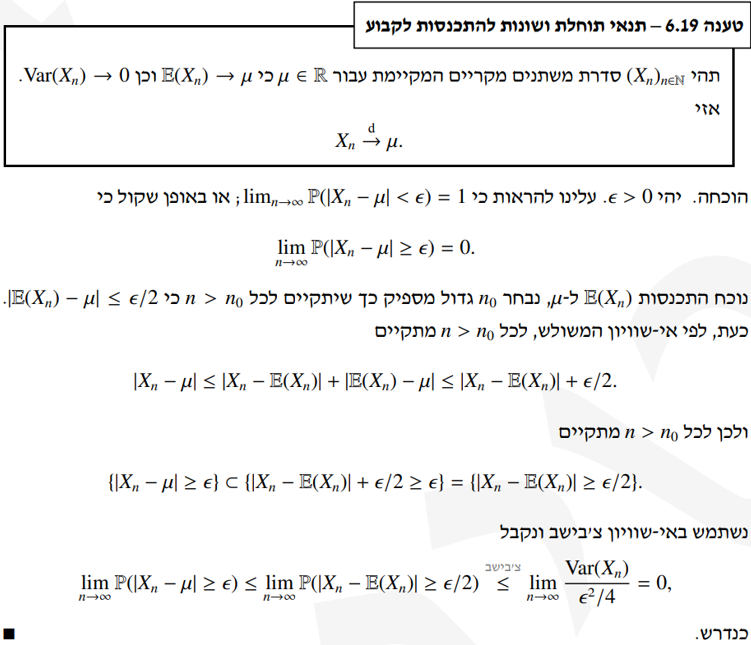 טענה 6.19 – תנאי תוחלת ושונות להתכנסות לקבוע
תהי $(X_n)_{n\in\mathbb{N}}$ סדרת משתנים מקריים המקיימת עבור $\mu \in \mathbb{R}$ כי $\mathbb{E}(X_n) \to \mu$ וכן $\mathrm{Var}(X_n) \to 0$.
אזי
$X_n \xrightarrow{\mathrm{d}} \mu.$
הוכחה. יהי $\epsilon > 0$. עלינו להראות כי $\lim_{n\to\infty} \mathbb{P}(|X_n - \mu| < \epsilon) = 1$; או באופן שקול כי
$\lim_{n\to\infty} \mathbb{P}(|X_n - \mu| \geq \epsilon) = 0.$
נוכח התכנסות $\mathbb{E}(X_n)$ ל-$\mu$, נבחר $n_0$ גדול מספיק כך שיתקיים לכל $n > n_0$ כי $|\mathbb{E}(X_n) - \mu| \leq \epsilon/2$.
כעת, לפי אי-שוויון המשולש, לכל $n > n_0$ מתקיים
$|X_n - \mu| \leq |X_n - \mathbb{E}(X_n)| + |\mathbb{E}(X_n) - \mu| \leq |X_n - \mathbb{E}(X_n)| + \epsilon/2.$
ולכן לכל $n > n_0$ מתקיים
$\{|X_n - \mu| \geq \epsilon\} \subset \{|X_n - \mathbb{E}(X_n)| + \epsilon/2 \geq \epsilon\} = \{|X_n - \mathbb{E}(X_n)| \geq \epsilon/2\}.$
נשתמש באי-שוויון צ׳בישב ונקבל
$\lim_{n\to\infty} \mathbb{P}(|X_n - \mu| \geq \epsilon) \leq \lim_{n\to\infty} \mathbb{P}(|X_n - \mathbb{E}(X_n)| \geq \epsilon/2) \overset{\text{צ׳בישב}}{\leq} \lim_{n\to\infty} \frac{\mathrm{Var}(X_n)}{\epsilon^2/4} = 0,$
כנדרש. ■